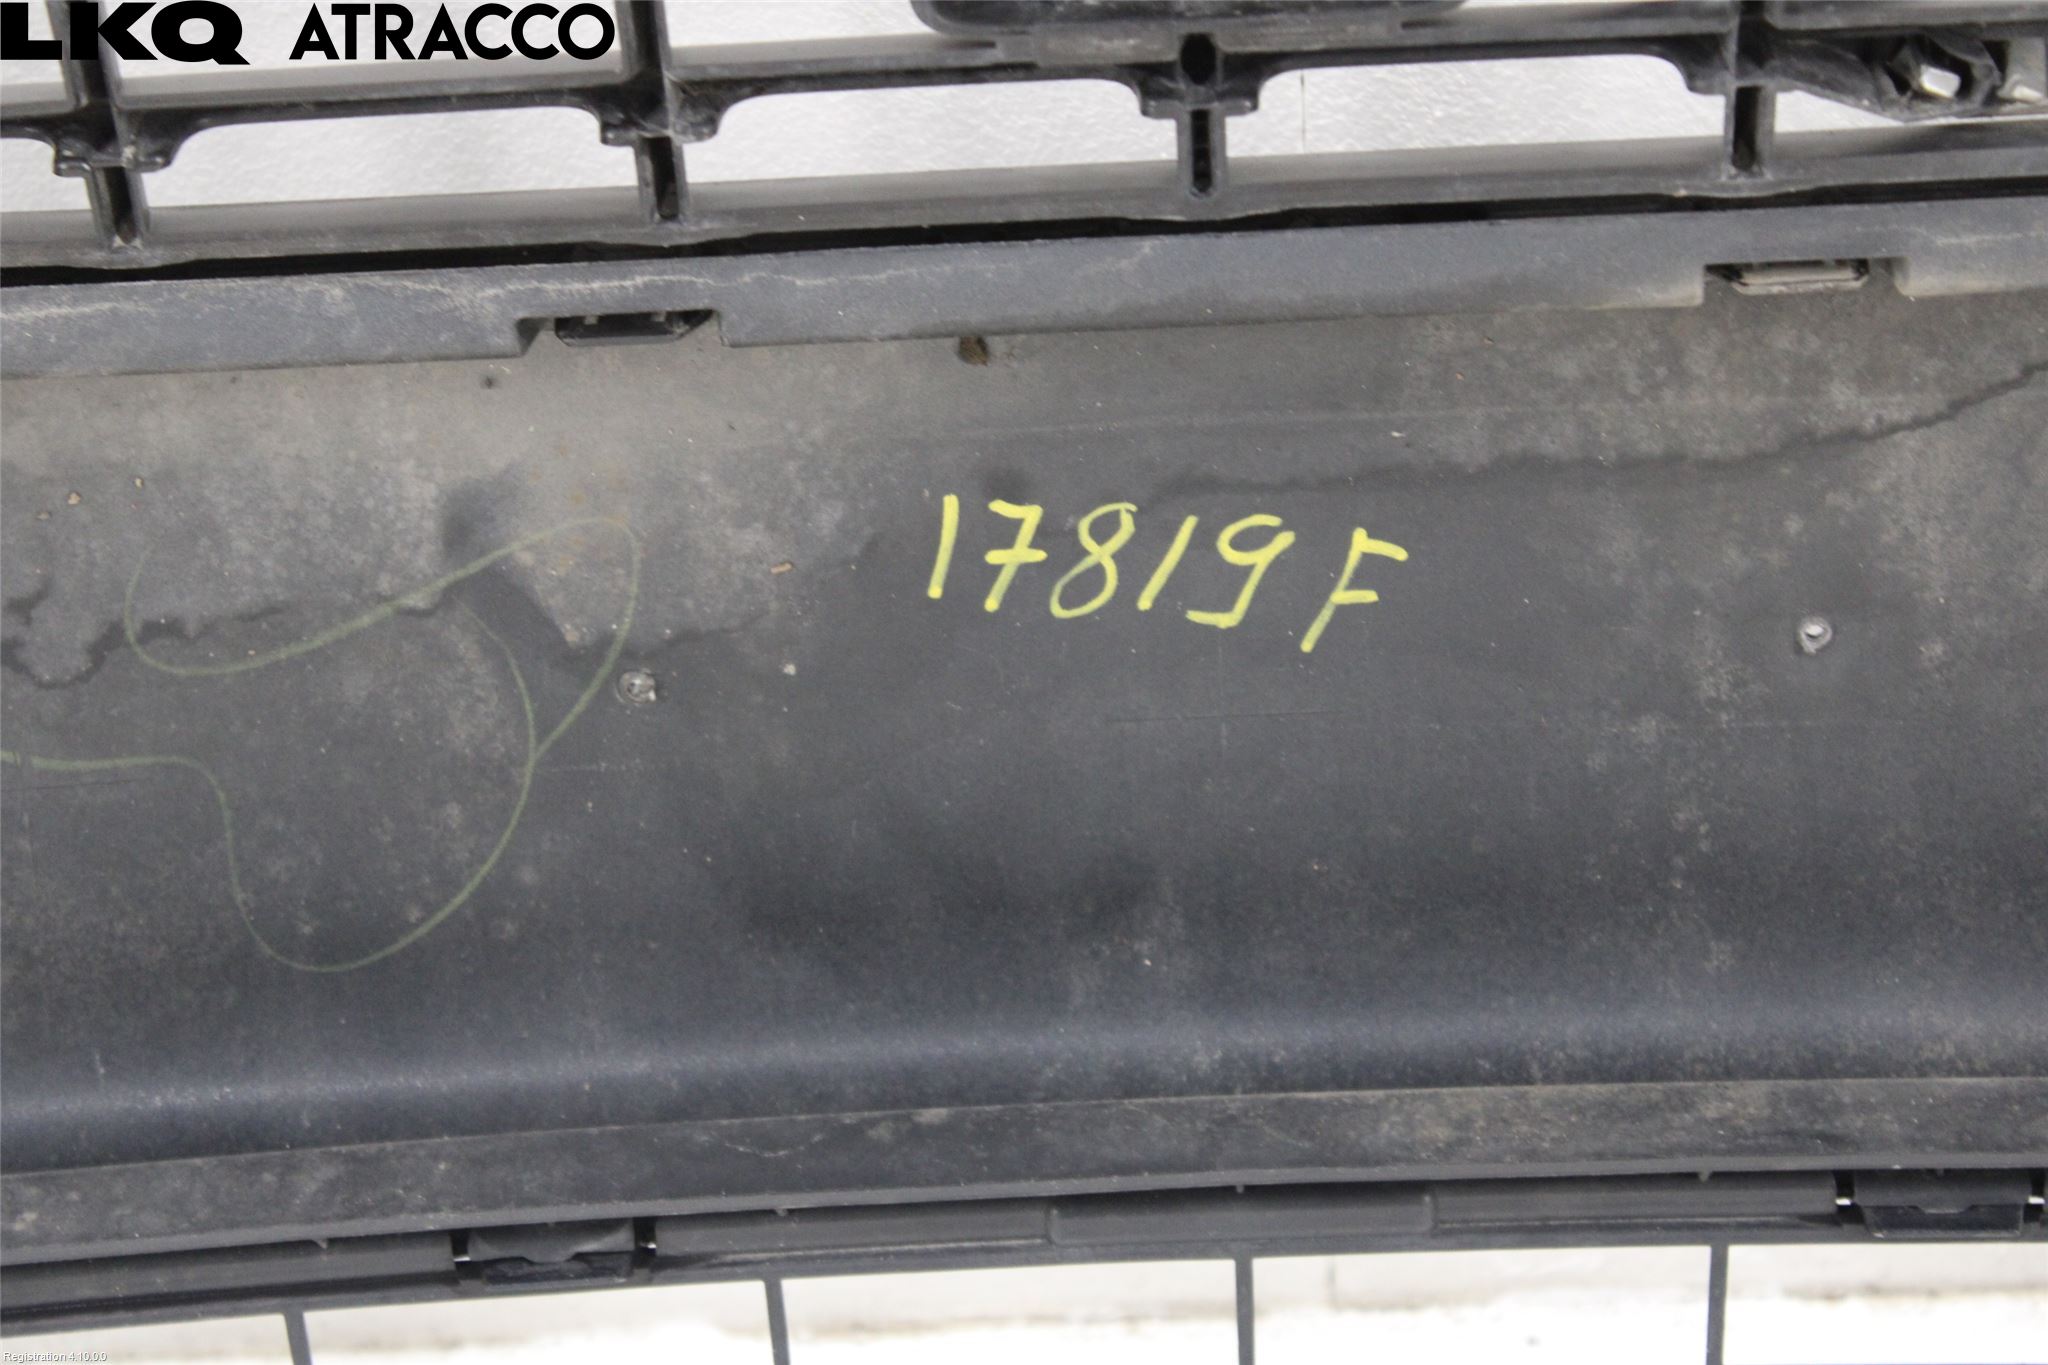 LKQ ATRACCO
17819F
Registration 4.10.0.0